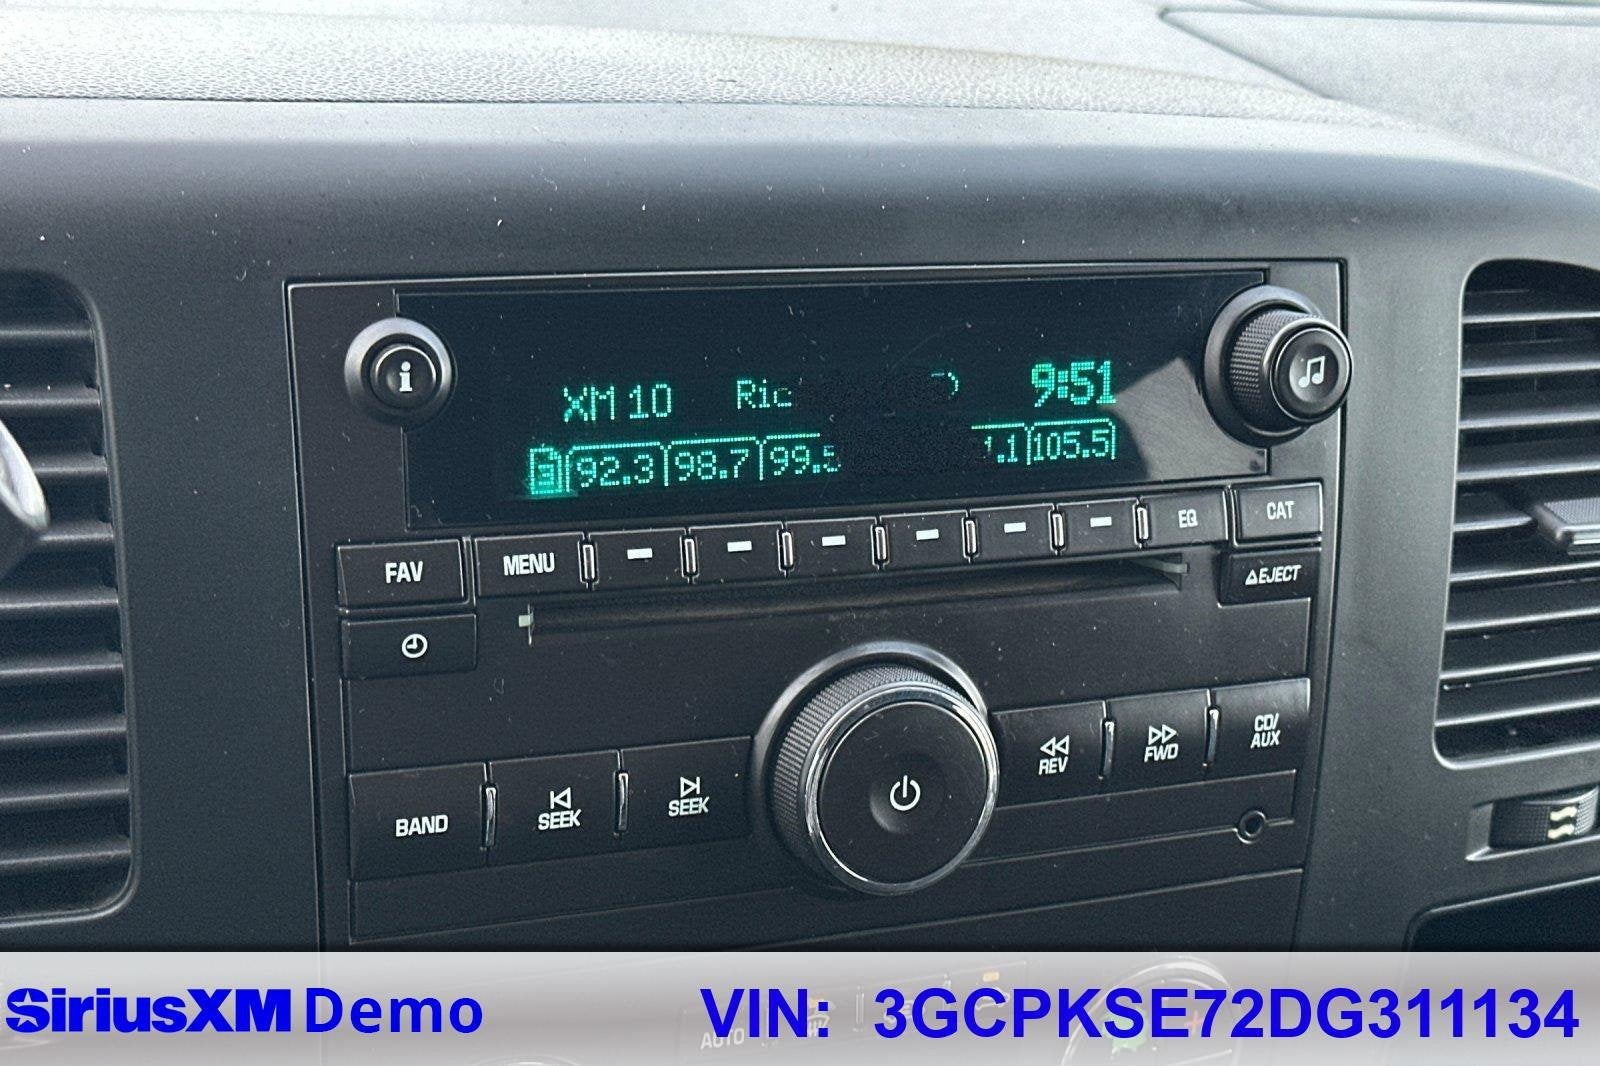 i
XM 10 Ric 9:51
92.3 98.7 99.5 105.5
FAV MENU EQ CAT
EJECT
BAND SEEK SEEK REV FWD CD/
AUX
AUTO
SiriusXM Demo VIN: 3GCPKSE72DG311134